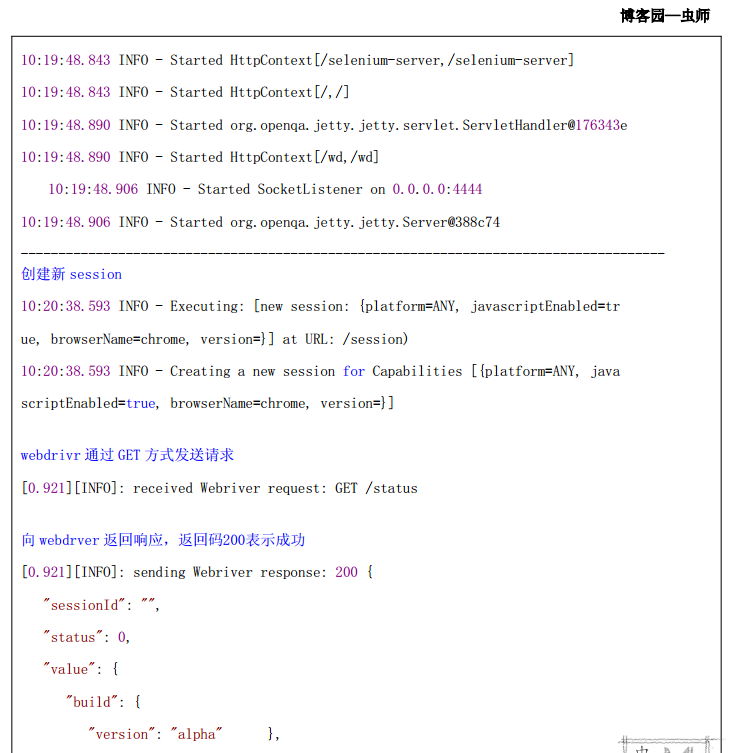 博客园—虫师
10:19:48.843 INFO - Started HttpContext[/selenium-server,/selenium-server]
10:19:48.843 INFO - Started HttpContext[/,/]
10:19:48.890 INFO - Started org.openqa.jetty.jetty.servlet.ServletHandler@176343e
10:19:48.890 INFO - Started HttpContext[/wd,/wd]
10:19:48.906 INFO - Started SocketListener on 0.0.0.0:4444
10:19:48.906 INFO - Started org.openqa.jetty.jetty.Server@388c74
--------------------------------------------------------------------------------------
创建新 session
10:20:38.593 INFO - Executing: [new session: {platform=ANY, javascriptEnabled=tr
ue, browserName=chrome, version=}] at URL: /session)
10:20:38.593 INFO - Creating a new session for Capabilities [{platform=ANY, java
scriptEnabled=true, browserName=chrome, version=}]
webdrivr 通过 GET 方式发送请求
[0.921][INFO]: received Webriver request: GET /status
向 webdrver 返回响应，返回码200表示成功
[0.921][INFO]: sending Webriver response: 200 {
"sessionId": "",
"status": 0,
"value": {
"build": {
"version": "alpha" },